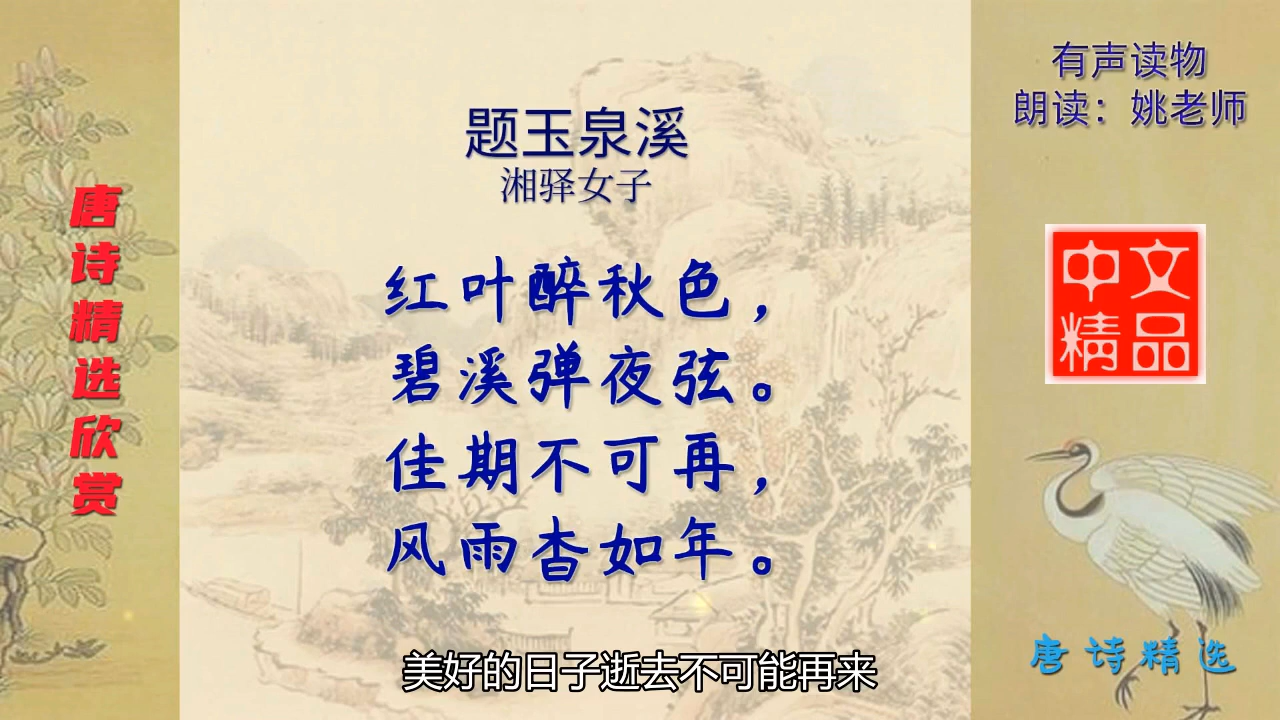 唐诗精选欣赏
题玉泉溪
湘驿女子
红叶醉秋色，
碧溪弹夜弦。
佳期不可再，
风雨杳如年。
美好的日子逝去不可能再来
有声读物
朗读：姚老师
中文
精品
唐诗精选